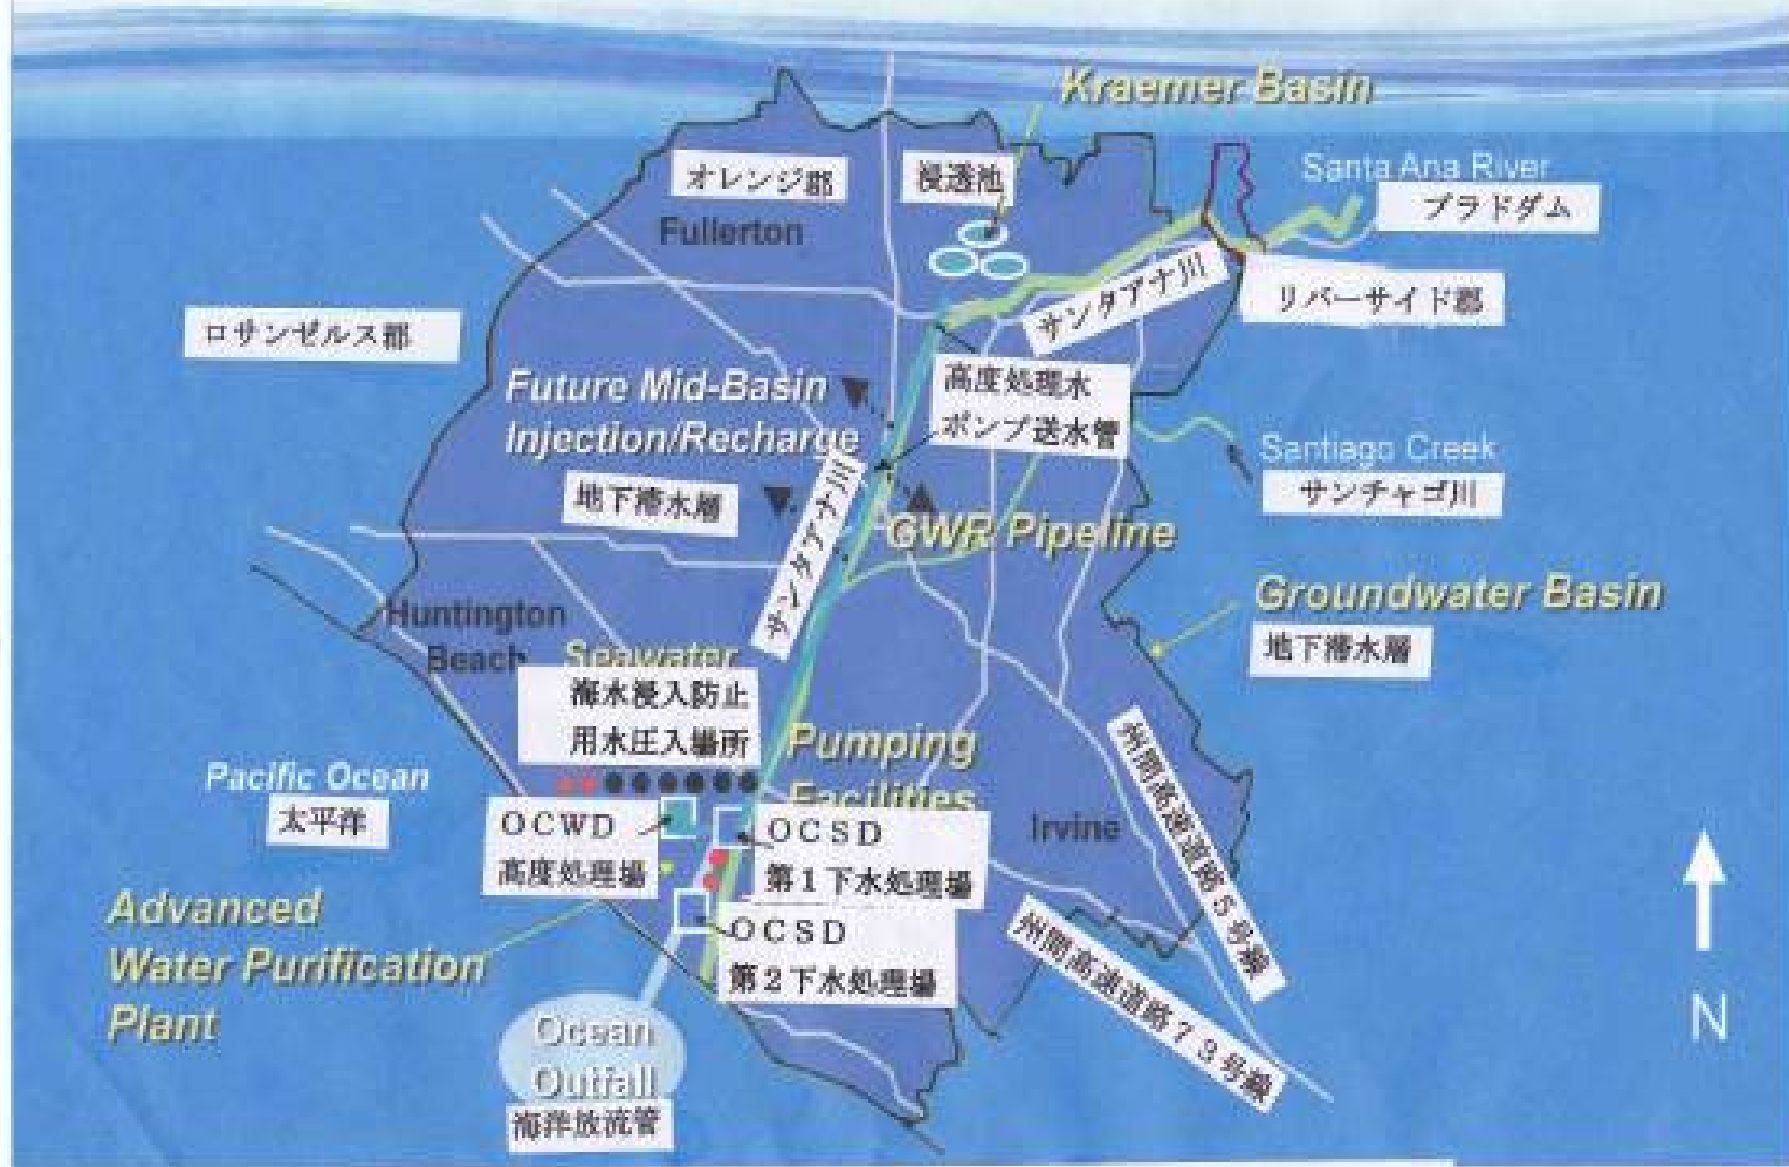 Kraemer Basin
オレンジ郡
浸透池
Santa Ana River
プラドダム
Fullerton
サンタアナ川
リバーサイド郡
ロサンゼルス郡
Future Mid-Basin
Injection/Recharge
高度処理水
ポンプ送水管
Santiago Creek
サンチャゴ川
地下滞水層
サンタアナ川
GWR Pipeline
Groundwater Basin
地下滞水層
Huntington
Beach
Seawater
海水浸入防止
用水圧入場所
Pumping
Facilities
Pacific Ocean
太平洋
OCWD
高度処理場
OCSD
第1下水処理場
Irvine
州間高速道路5号線
OCSD
第2下水処理場
州間高速道路73号線
Advanced
Water Purification
Plant
Ocean
Outfall
海洋放流管
N